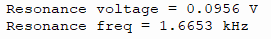 Resonance voltage = 0.0956 V
Resonance freq = 1.6653 kHz